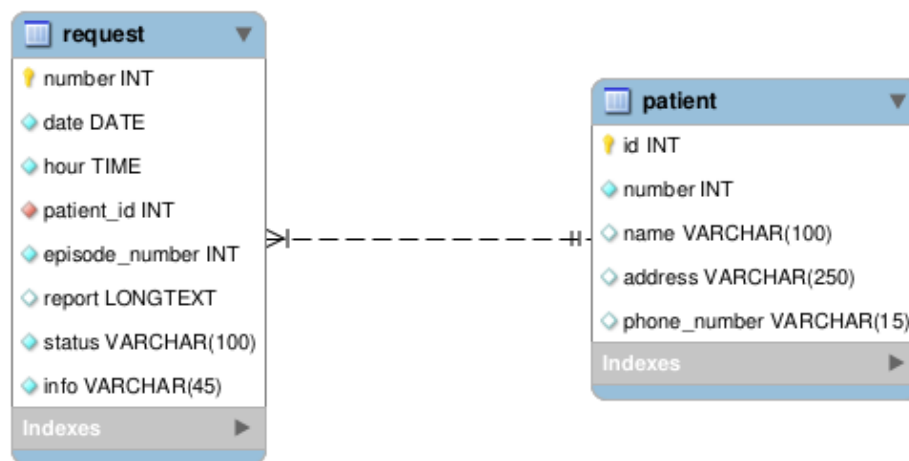 request
number INT
date DATE
hour TIME
patient_id INT
episode_number INT
report LONGTEXT
status VARCHAR(100)
info VARCHAR(45)
Indexes
patient
id INT
number INT
name VARCHAR(100)
address VARCHAR(250)
phone_number VARCHAR(15)
Indexes